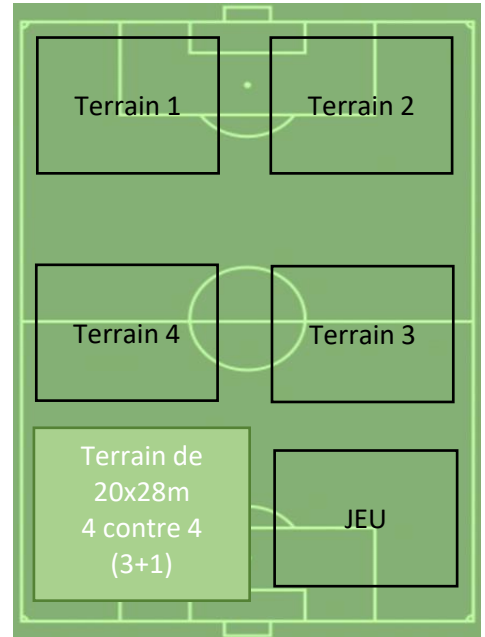 Terrain 1
Terrain 2
Terrain 4
Terrain 3
Terrain de
20x28m
4 contre 4
(3+1)
JEU